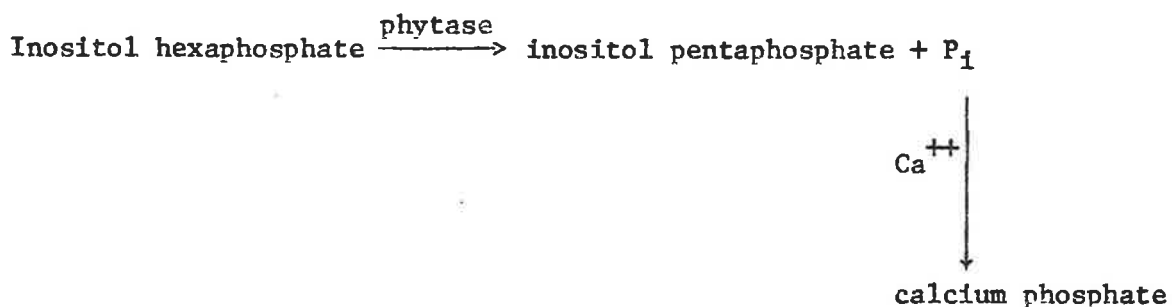 phytase
Inositol hexaphosphate ⟶ inositol pentaphosphate + Pi
Ca++
calcium phosphate